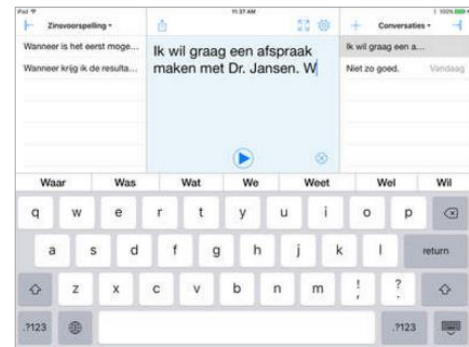 iPad
11:37 AM
100%
Zinsvoorspelling
Conversaties
Wanneer is het eerst moge...
Wanneer krijg ik de resulta...
Ik wil graag een afspraak
maken met Dr. Jansen. W
Ik wil graag een a...
Niet zo goed. Vandaag
Waar Was Wat We Weet Wel Wil
q w e r t y u i o p
a s d f g h j k l return
z x c v b n m ! , ? .
.?123 .?123